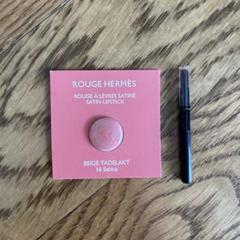 ROUGE HERMÈS
ROUGE À LÈVRES SATINÉ
SATIN LIPSTICK
BEIGE TADELAKT
16 Satiné